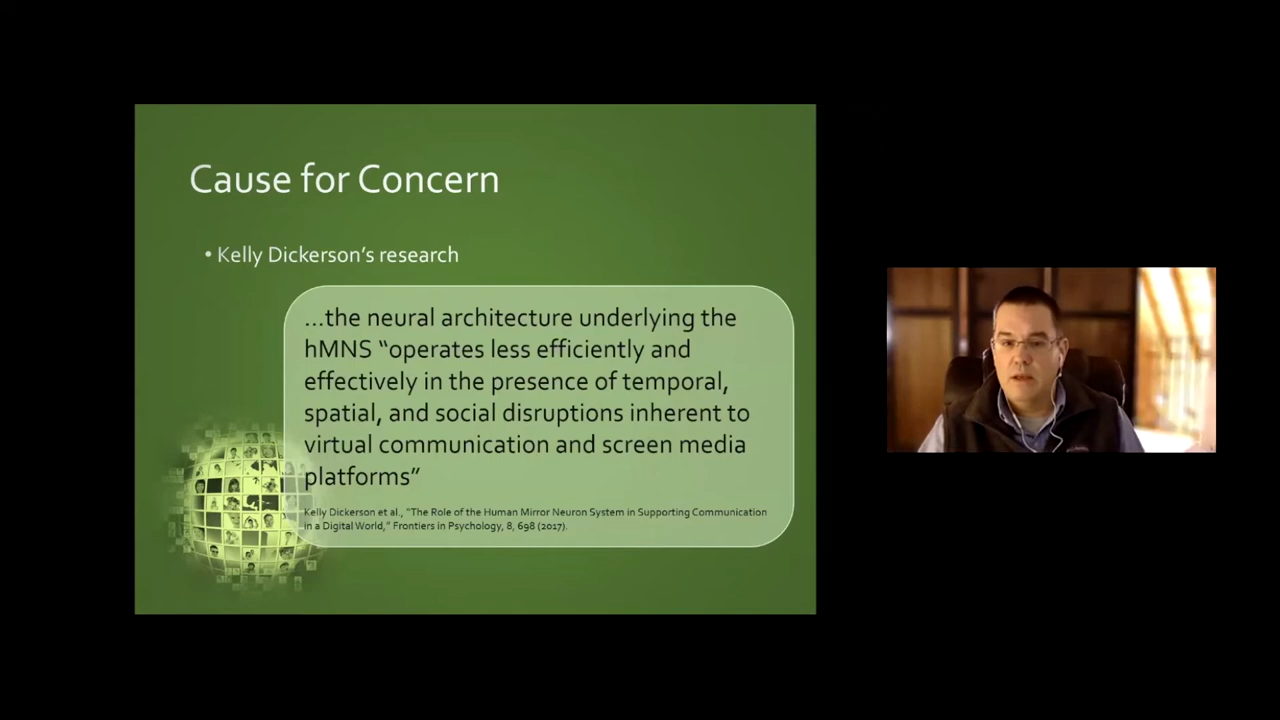 Cause for Concern
• Kelly Dickerson’s research
...the neural architecture underlying the
hMNS “operates less efficiently and
effectively in the presence of temporal,
spatial, and social disruptions inherent to
virtual communication and screen media
platforms”
Kelly Dickerson et al., “The Role of the Human Mirror Neuron System in Supporting Communication
in a Digital World,” Frontiers in Psychology, 8, 698 (2017).